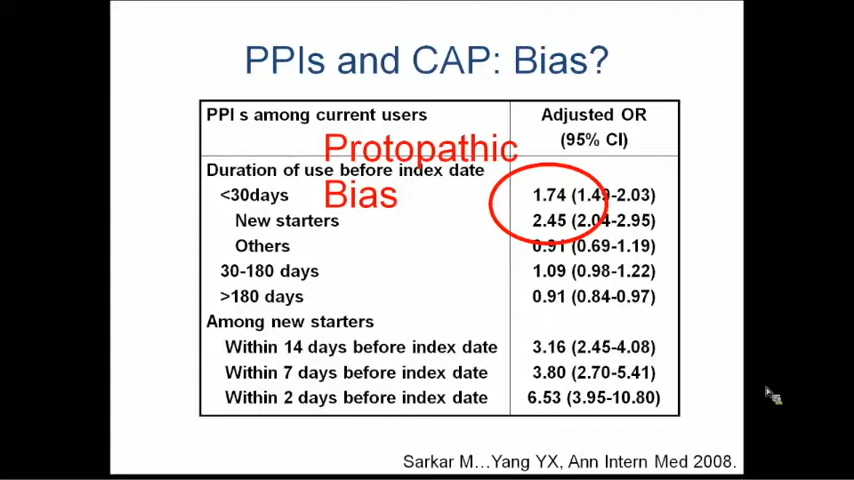 PPIs and CAP: Bias?
PPI s among current users Adjusted OR
(95% CI)
Protopathic
Duration of use before index date
Bias
<30days 1.74 (1.49-2.03)
New starters 2.45 (2.04-2.95)
Others 0.91 (0.69-1.19)
30-180 days 1.09 (0.98-1.22)
>180 days 0.91 (0.84-0.97)
Among new starters
Within 14 days before index date 3.16 (2.45-4.08)
Within 7 days before index date 3.80 (2.70-5.41)
Within 2 days before index date 6.53 (3.95-10.80)
Sarkar M…Yang YX, Ann Intern Med 2008.